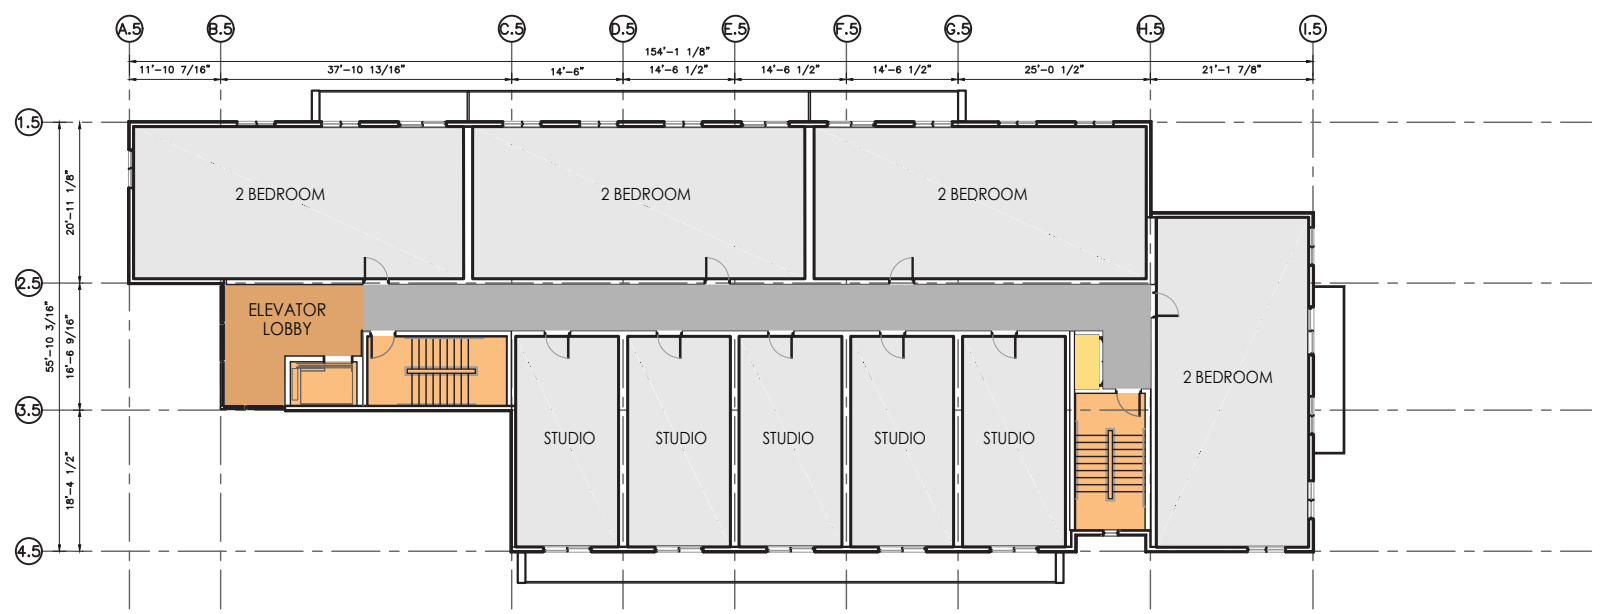 A.5 B.5 C.5 D.5 E.5 F.5 G.5 H.5 I.5
154'-1 1/8"
11'-10 7/16" 37'-10 13/16" 14'-6" 14'-6 1/2" 14'-6 1/2" 14'-6 1/2" 25'-0 1/2" 21'-1 7/8"
1.5
20'-11 1/8"
2 BEDROOM 2 BEDROOM 2 BEDROOM
2.5
ELEVATOR
LOBBY
55'-10 3/16"
16'-6 9/16"
2 BEDROOM
3.5
STUDIO STUDIO STUDIO STUDIO STUDIO
18'-4 1/2"
4.5